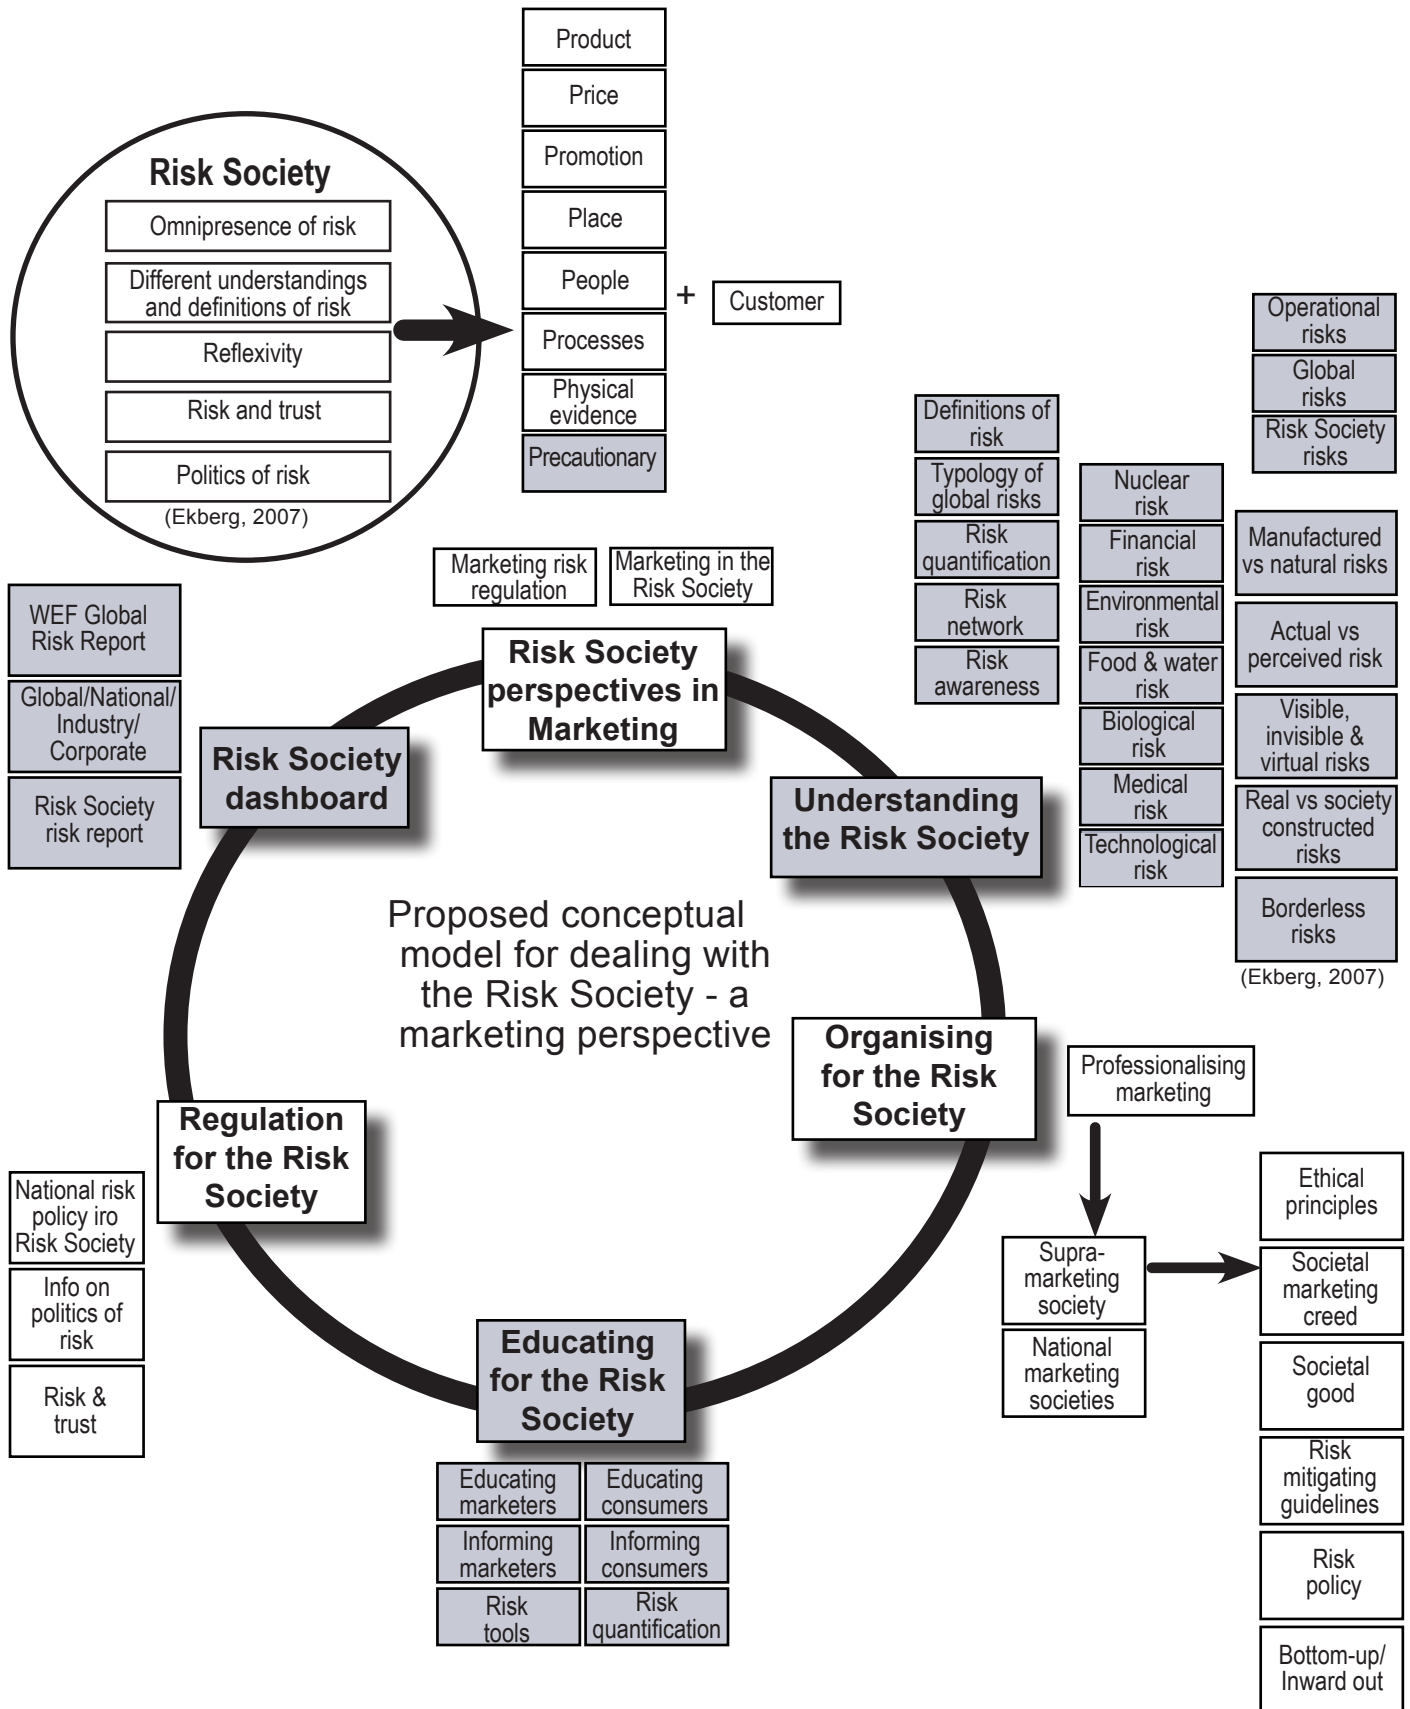 Product
Price
Promotion
Place
People
Processes
Physical
evidence
Precautionary
+
Customer
Risk Society
Omnipresence of risk
Different understandings
and definitions of risk
Reflexivity
Risk and trust
Politics of risk
(Ekberg, 2007)
Operational
risks
Global
risks
Risk Society
risks
Definitions of
risk
Typology of
global risks
Risk
quantification
Risk
network
Risk
awareness
Nuclear
risk
Financial
risk
Environmental
risk
Food & water
risk
Biological
risk
Medical
risk
Technological
risk
Manufactured
vs natural risks
Actual vs
perceived risk
Visible,
invisible &
virtual risks
Real vs society
constructed
risks
Borderless
risks
(Ekberg, 2007)
Marketing risk
regulation
Marketing in the
Risk Society
Risk Society
perspectives in
Marketing
WEF Global
Risk Report
Global/National/
Industry/
Corporate
Risk Society
risk report
Risk Society
dashboard
Understanding
the Risk Society
Proposed conceptual
model for dealing with
the Risk Society - a
marketing perspective
Organising
for the Risk
Society
Professionalising
marketing
Supra-
marketing
society
National
marketing
societies
Ethical
principles
Societal
marketing
creed
Societal
good
Risk
mitigating
guidelines
Risk
policy
Bottom-up/
Inward out
Regulation
for the Risk
Society
National risk
policy iro
Risk Society
Info on
politics of
risk
Risk &
trust
Educating
for the Risk
Society
Educating
marketers
Educating
consumers
Informing
marketers
Informing
consumers
Risk
tools
Risk
quantification